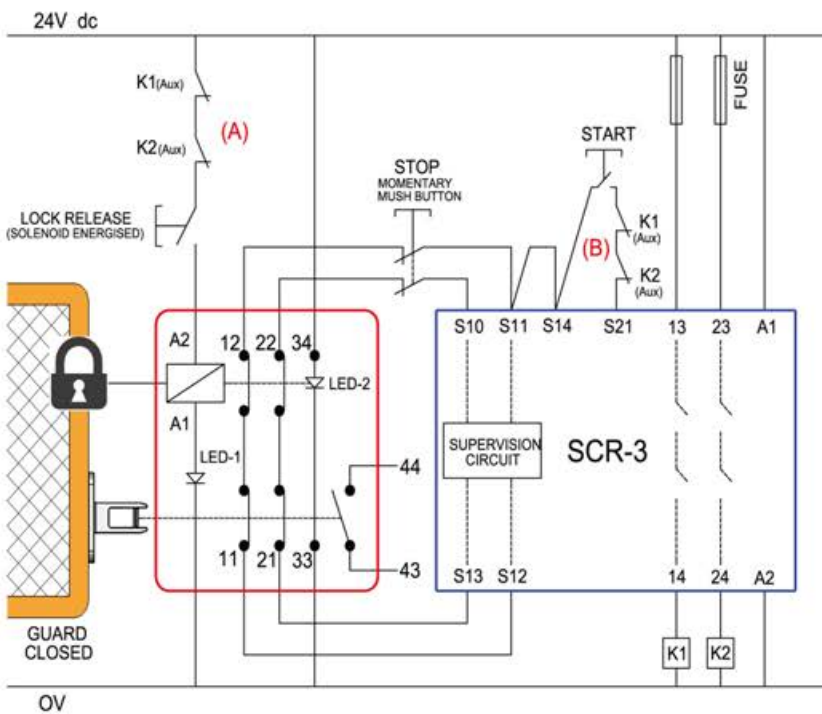 24V dc
K1(Aux)
(A)
K2(Aux)
LOCK RELEASE
(SOLENOID ENERGISED)
STOP
MOMENTARY
MUSH BUTTON
START
FUSE
K1
(Aux)
(B)
K2
(Aux)
A2
12
22
34
LED-2
A1
LED-1
44
11
21
33
43
S10
S11
S14
S21
13
23
A1
SUPERVISION
CIRCUIT
SCR-3
S13
S12
14
24
A2
K1
K2
GUARD
CLOSED
OV